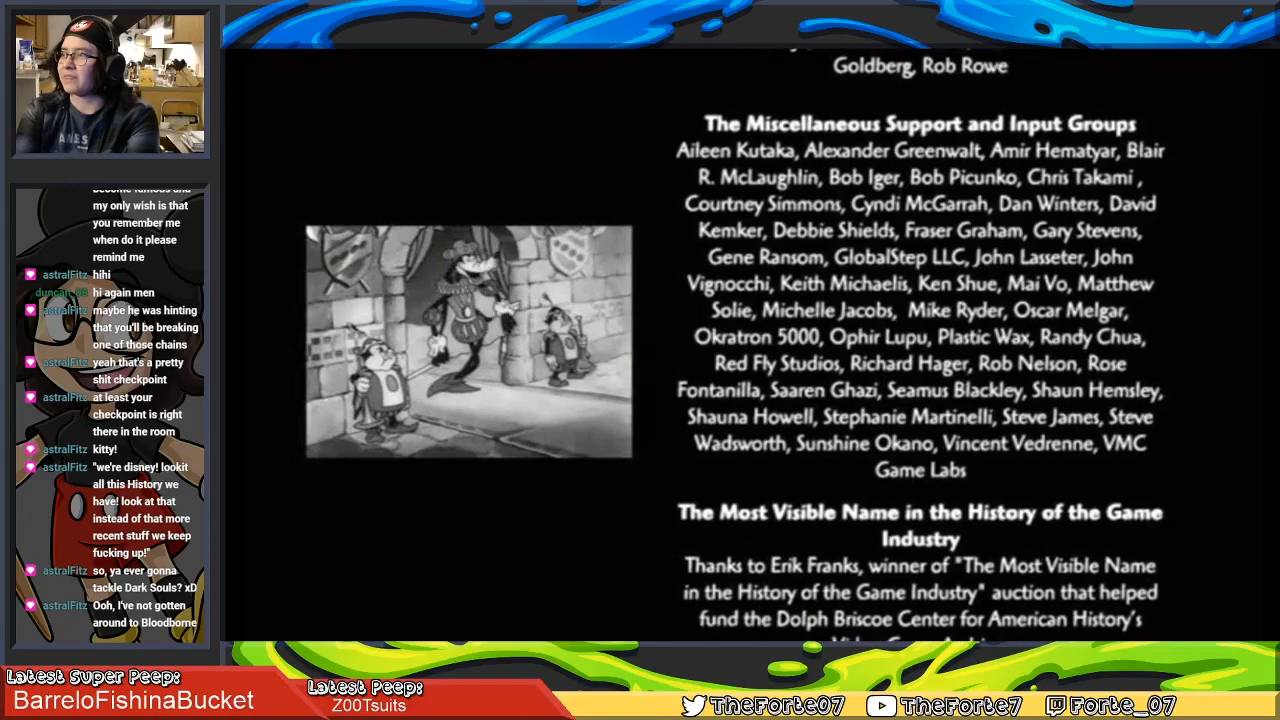 Goldberg, Rob Rowe
The Miscellaneous Support and Input Groups
Aileen Kutaka, Alexander Greenwalt, Amir Hematyar, Blair
R. McLaughlin, Bob Iger, Bob Picunko, Chris Takami ,
Courtney Simmons, Cyndi McGarrah, Dan Winters, David
Kemker, Debbie Shields, Fraser Graham, Gary Stevens,
Gene Ransom, GlobalStep LLC, John Lasseter, John
Vignocchi, Keith Michaelis, Ken Shue, Mai Vo, Matthew
Solie, Michelle Jacobs, Mike Ryder, Oscar Melgar,
Okratron 5000, Ophir Lupu, Plastic Wax, Randy Chua,
Red Fly Studios, Richard Hager, Rob Nelson, Rose
Fontanilla, Saaren Ghazi, Seamus Blackley, Shaun Hemsley,
Shauna Howell, Stephanie Martinelli, Steve James, Steve
Wadsworth, Sunshine Okano, Vincent Vedrenne, VMC
Game Labs
The Most Visible Name in the History of the Game
Industry
Thanks to Erik Franks, winner of "The Most Visible Name
in the History of the Game Industry" auction that helped
fund the Dolph Briscoe Center for American History's
become famous and
my only wish is that
you remember me
when do it please
remind me
astralFitz hihi
hi again men
astralFitz maybe he was hinting
that you'll be breaking
one of those chains
astralFitz yeah that's a pretty
shit checkpoint
astralFitz at least your
checkpoint is right
there in the room
astralFitz kitty!
astralFitz "we're disney! lookit
all this History we
have! look at that
instead of that more
recent stuff we keep
fucking up!"
astralFitz so, ya ever gonna
tackle Dark Souls? xD
astralFitz Ooh, I've not gotten
around to Bloodborne
Latest Super Peep:
BarreloFishinaBucket
Latest Peep:
Z00Tsuits
TheForte07
TheForte7
Forte_07